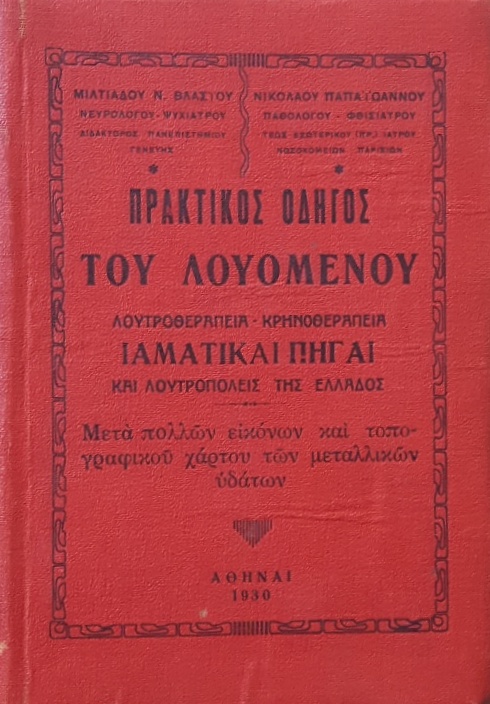 ΜΙΛΤΙΑΔΟΥ Ν. ΒΛΑΣΤΟΥ
ΝΕΥΡΟΛΟΓΟΥ - ΨΥΧΙΑΤΡΟΥ
ΔΙΔΑΚΤΟΡΟΣ ΠΑΝΕΠΙΣΤΗΜΙΟΥ
ΓΕΝΕΥΗΣ
ΝΙΚΟΛΑΟΥ ΠΑΠΑΪΩΑΝΝΟΥ
ΠΑΘΟΛΟΓΟΥ - ΦΘΙΣΙΑΤΡΟΥ
ΤΕΩΣ ΕΣΩΤΕΡΙΚΟΥ (ΠΡ.) ΙΑΤΡΟΥ
ΝΟΣΟΚΟΜΕΙΩΝ ΠΑΡΙΣΙΩΝ
ΠΡΑΚΤΙΚΟΣ ΟΔΗΓΟΣ
ΤΟΥ ΛΟΥΟΜΕΝΟΥ
ΛΟΥΤΡΟΘΕΡΑΠΕΙΑ - ΚΡΗΝΟΘΕΡΑΠΕΙΑ
ΙΑΜΑΤΙΚΑΙ ΠΗΓΑΙ
ΚΑΙ ΛΟΥΤΡΟΠΟΛΕΙΣ ΤΗΣ ΕΛΛΑΔΟΣ
Μετὰ πολλῶν εἰκόνων καὶ τοπο-
γραφικοῦ χάρτου τῶν μεταλλικῶν
ὑδάτων
ΑΘΗΝΑΙ
1930